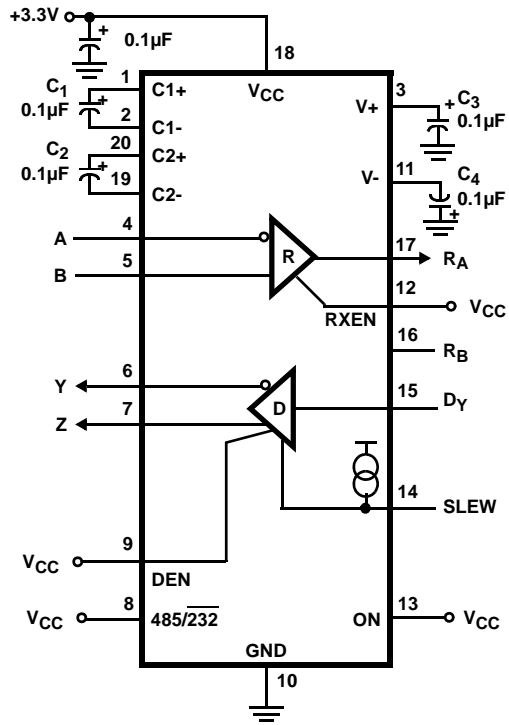 +3.3V
+
0.1µF
18
1
C1
0.1µF
+
2
C1+
C1-
VCC
V+
3
+
C3
0.1µF
20
C2
0.1µF
+
19
C2+
C2-
V-
11
C4
0.1µF
+
A
4
B
5
R
17
RA
12
RXEN
VCC
16
RB
Y
6
Z
7
D
15
DY
14
SLEW
VCC
9
DEN
VCC
8
485/232
ON
13
VCC
GND
10